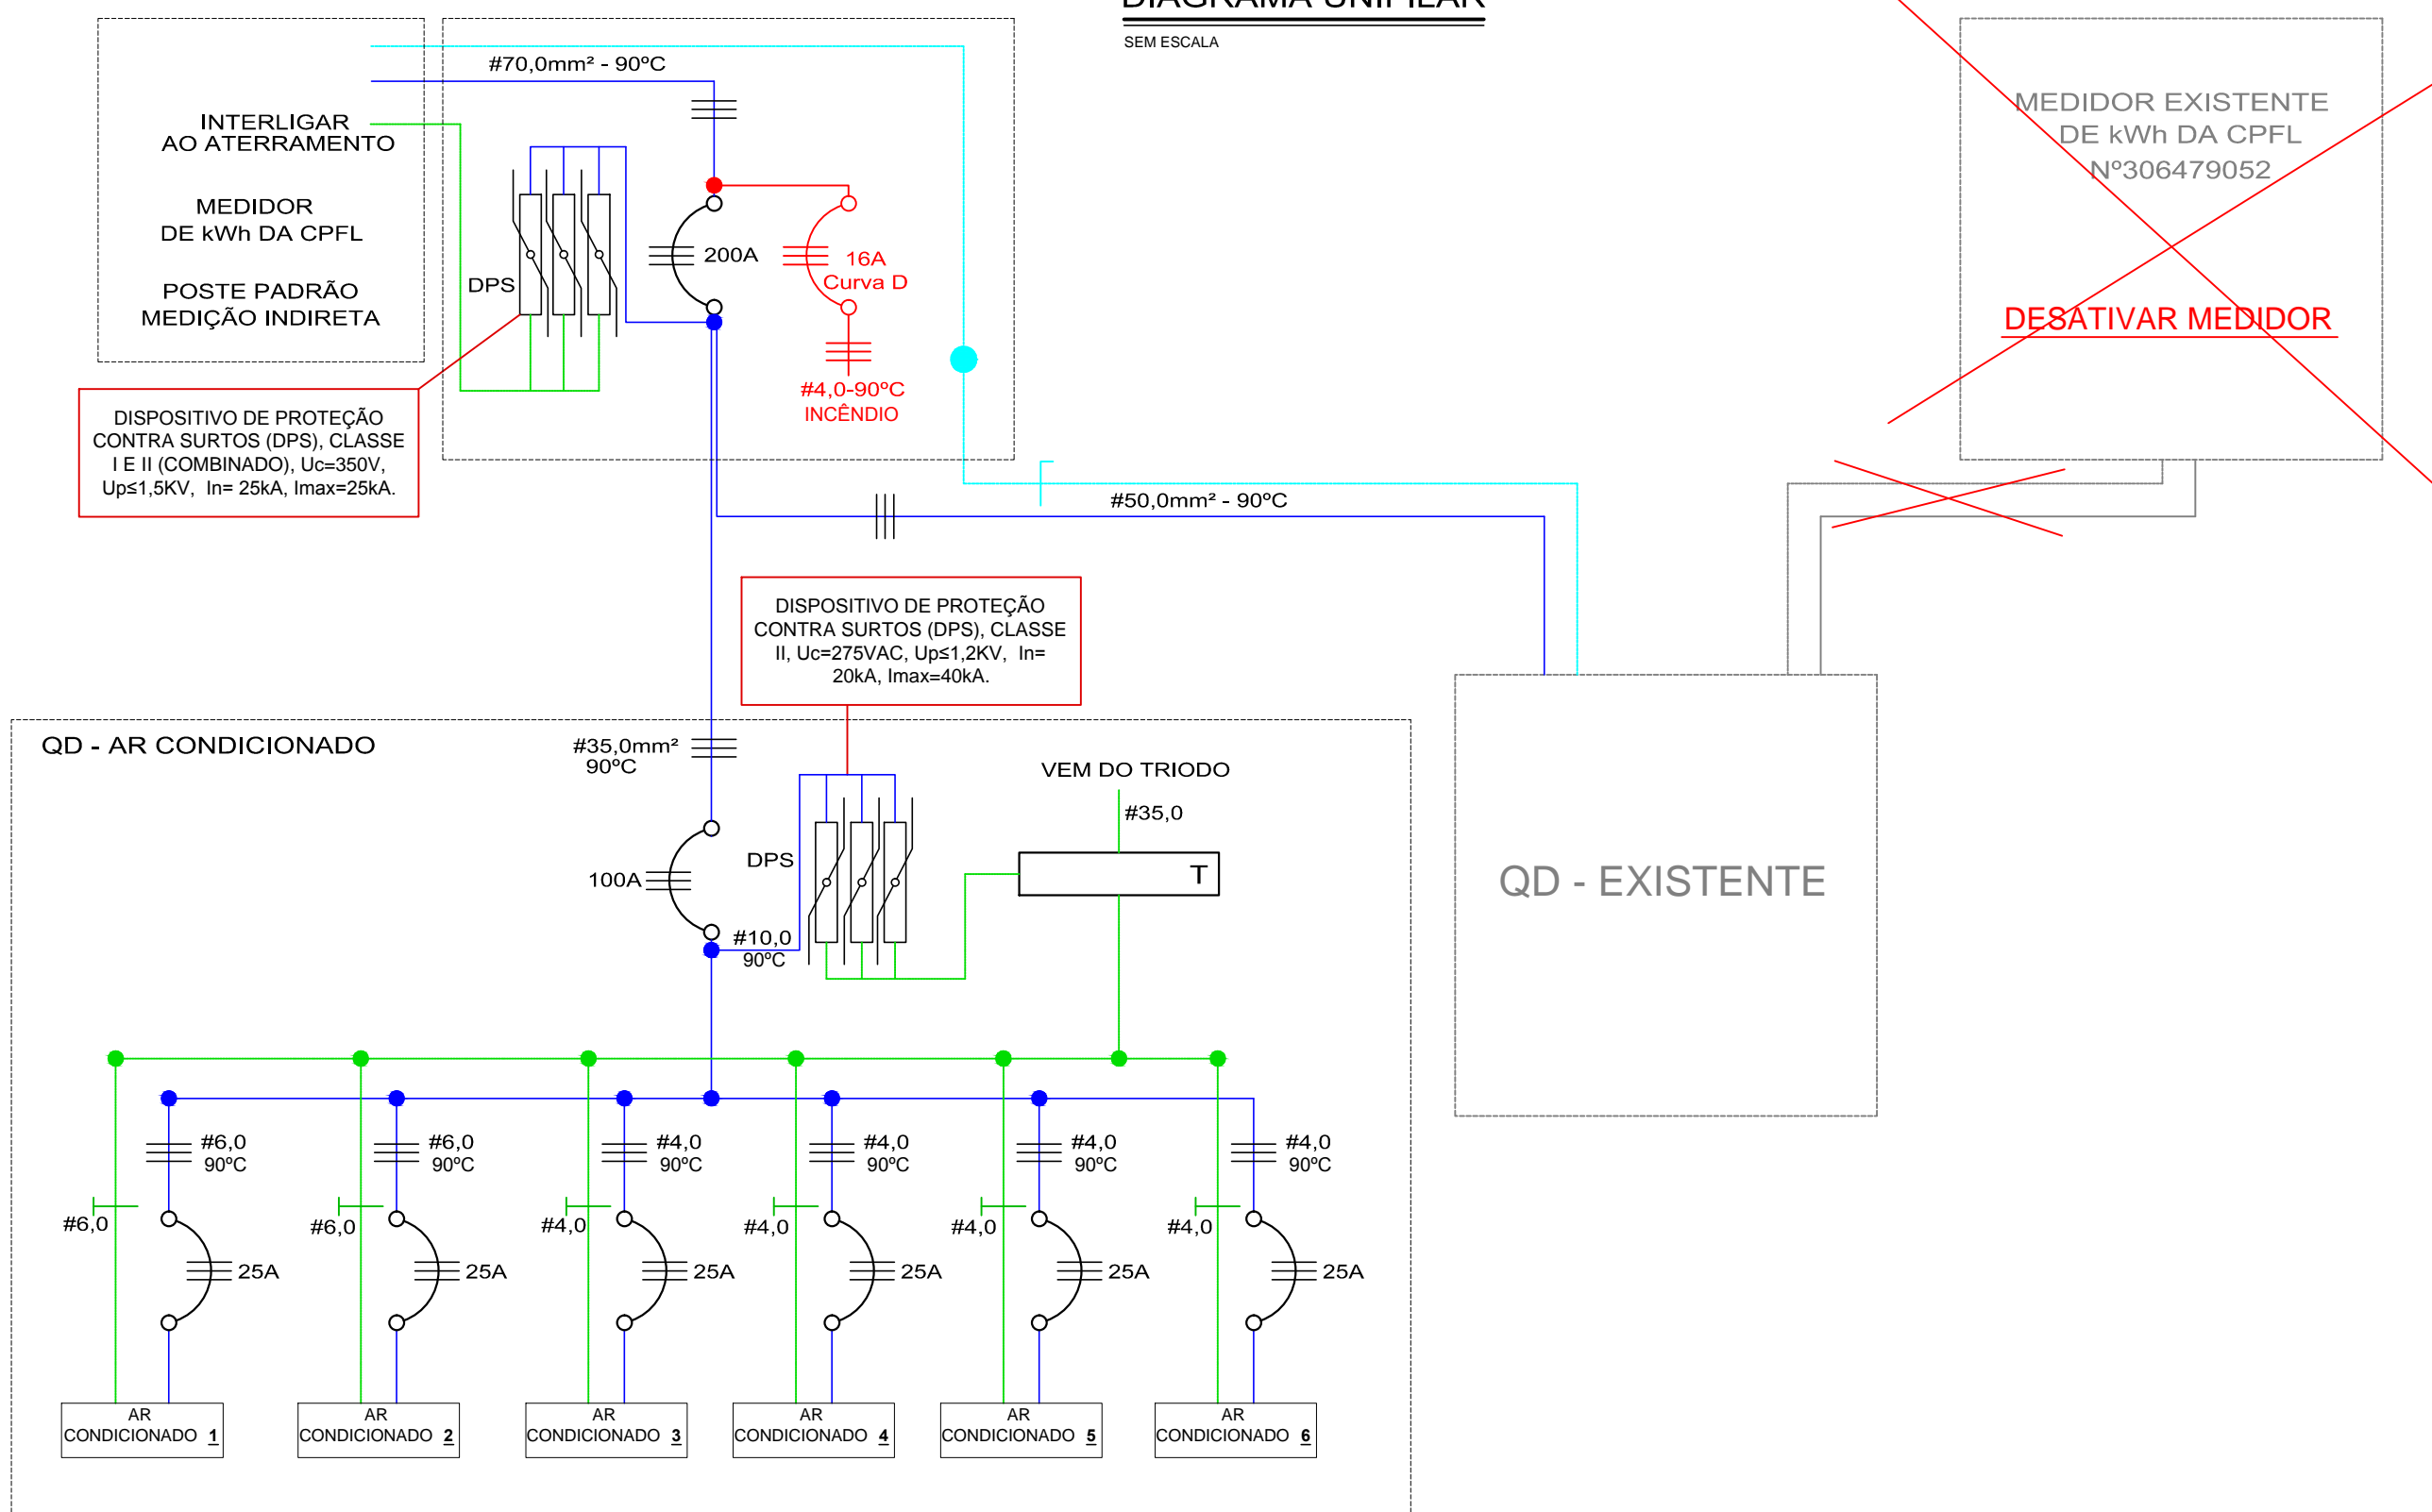 DIAGRAMA UNIFILAR
SEM ESCALA
#70,0mm² - 90ºC
INTERLIGAR
AO ATERRAMENTO
MEDIDOR
DE kWh DA CPFL
POSTE PADRÃO
MEDIÇÃO INDIRETA
DPS
200A
16A
Curva D
#4,0-90ºC
INCÊNDIO
MEDIDOR EXISTENTE
DE kWh DA CPFL
Nº306479052
DESATIVAR MEDIDOR
DISPOSITIVO DE PROTEÇÃO
CONTRA SURTOS (DPS), CLASSE
I E II (COMBINADO), Uc=350V,
Up≤1,5KV, In= 25kA, Imax=25kA.
#50,0mm² - 90ºC
DISPOSITIVO DE PROTEÇÃO
CONTRA SURTOS (DPS), CLASSE
II, Uc=275VAC, Up≤1,2KV, In=
20kA, Imax=40kA.
QD - AR CONDICIONADO
#35,0mm²
90ºC
VEM DO TRIODO
#35,0
100A
DPS
T
#10,0
90ºC
QD - EXISTENTE
#6,0
90ºC
#6,0
90ºC
#4,0
90ºC
#4,0
90ºC
#4,0
90ºC
#4,0
90ºC
#6,0
#6,0
#4,0
#4,0
#4,0
#4,0
25A
25A
25A
25A
25A
25A
AR
CONDICIONADO 1
AR
CONDICIONADO 2
AR
CONDICIONADO 3
AR
CONDICIONADO 4
AR
CONDICIONADO 5
AR
CONDICIONADO 6